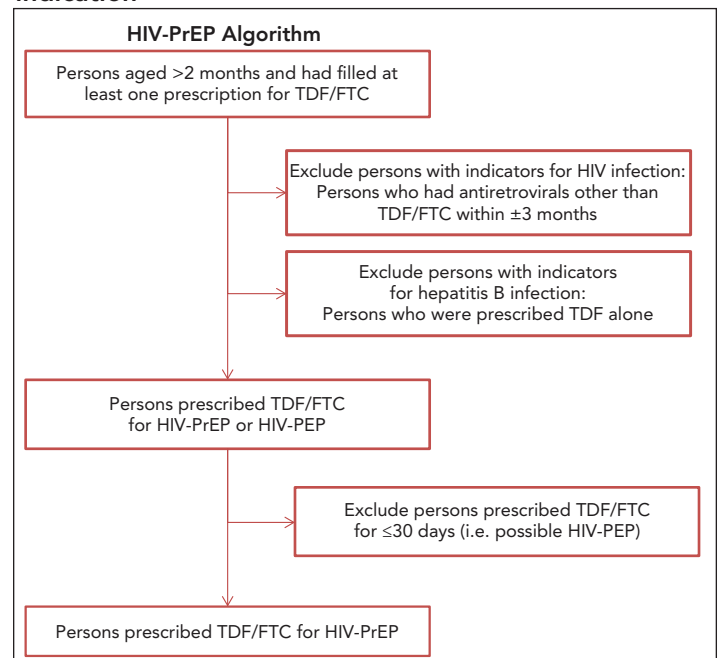 Indication
HIV-PrEP Algorithm
Persons aged >2 months and had filled at
least one prescription for TDF/FTC
Exclude persons with indicators for HIV infection:
Persons who had antiretrovirals other than
TDF/FTC within ±3 months
Exclude persons with indicators
for hepatitis B infection:
Persons who were prescribed TDF alone
Persons prescribed TDF/FTC
for HIV-PrEP or HIV-PEP
Exclude persons prescribed TDF/FTC
for ≤30 days (i.e. possible HIV-PEP)
Persons prescribed TDF/FTC for HIV-PrEP